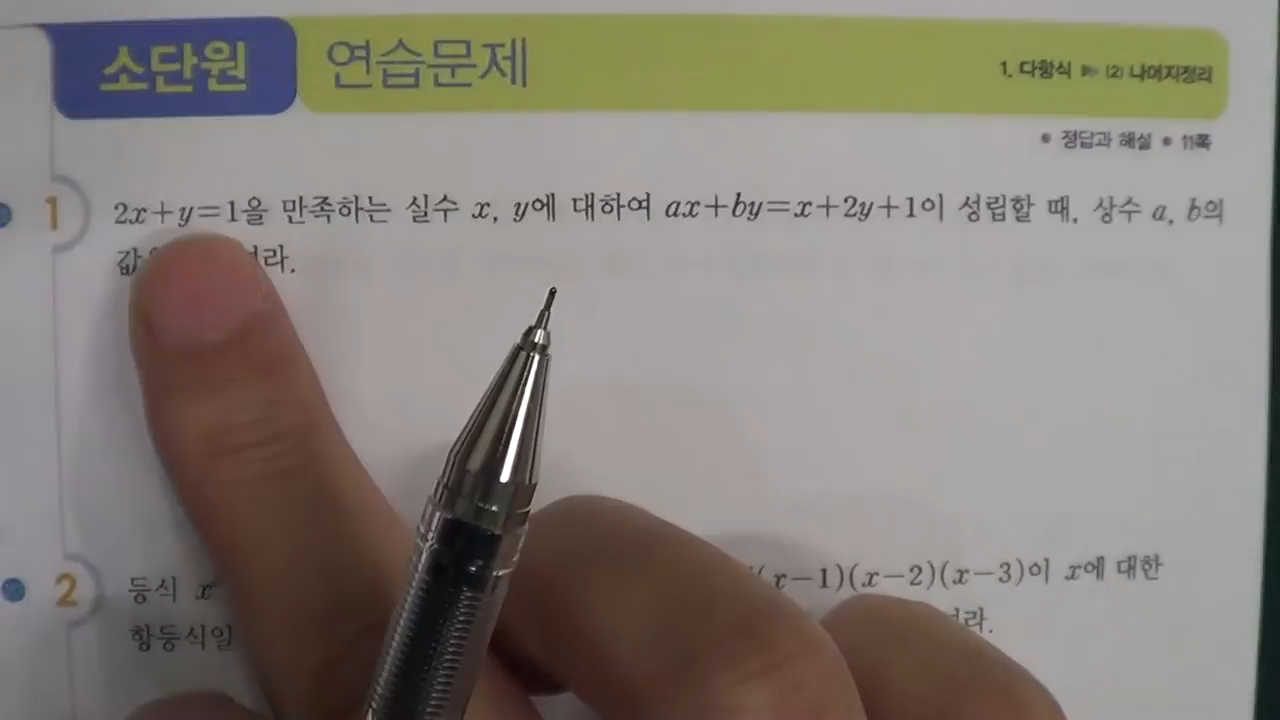 소단원 연습문제
1. 다항식 ▶ (2) 나머지정리
● 정답과 해설 ● 11쪽
1 2x+y=1을 만족하는 실수 x, y에 대하여 ax+by=x+2y+1이 성립할 때, 상수 a, b의
값 라.
2 등식 x (x-1)(x-2)(x-3)이 x에 대한
항등식일 라.